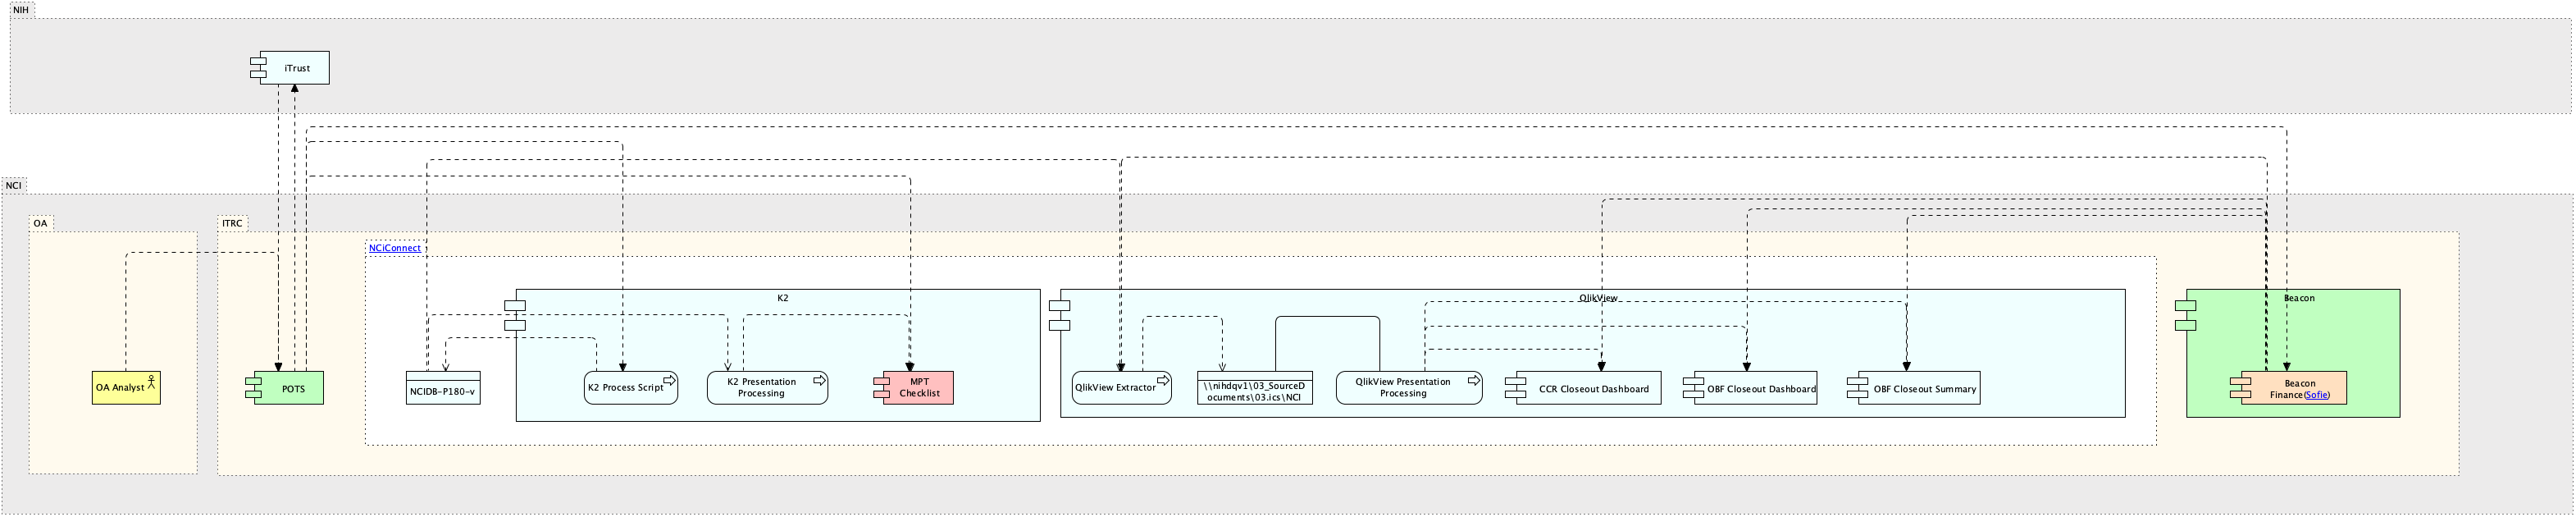 NIH
iTrust
NCI
OA
ITRC
NCiConnect
K2
QlikView
Beacon
OA Analyst
POTS
NCIDB-P180-v
K2 Process Script
K2 Presentation
Processing
MPT
Checklist
QlikView Extractor
\\nihdqv1\03_SourceD
ocuments\03.ics\NCI
QlikView Presentation
Processing
CCR Closeout Dashboard
OBF Closeout Dashboard
OBF Closeout Summary
Beacon
Finance(Sofie)